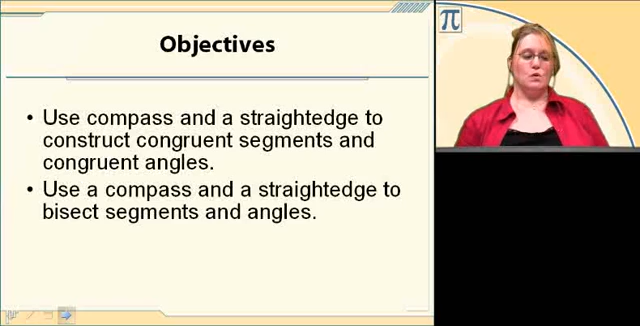 Objectives
π
• Use compass and a straightedge to
construct congruent segments and
congruent angles.
• Use a compass and a straightedge to
bisect segments and angles.